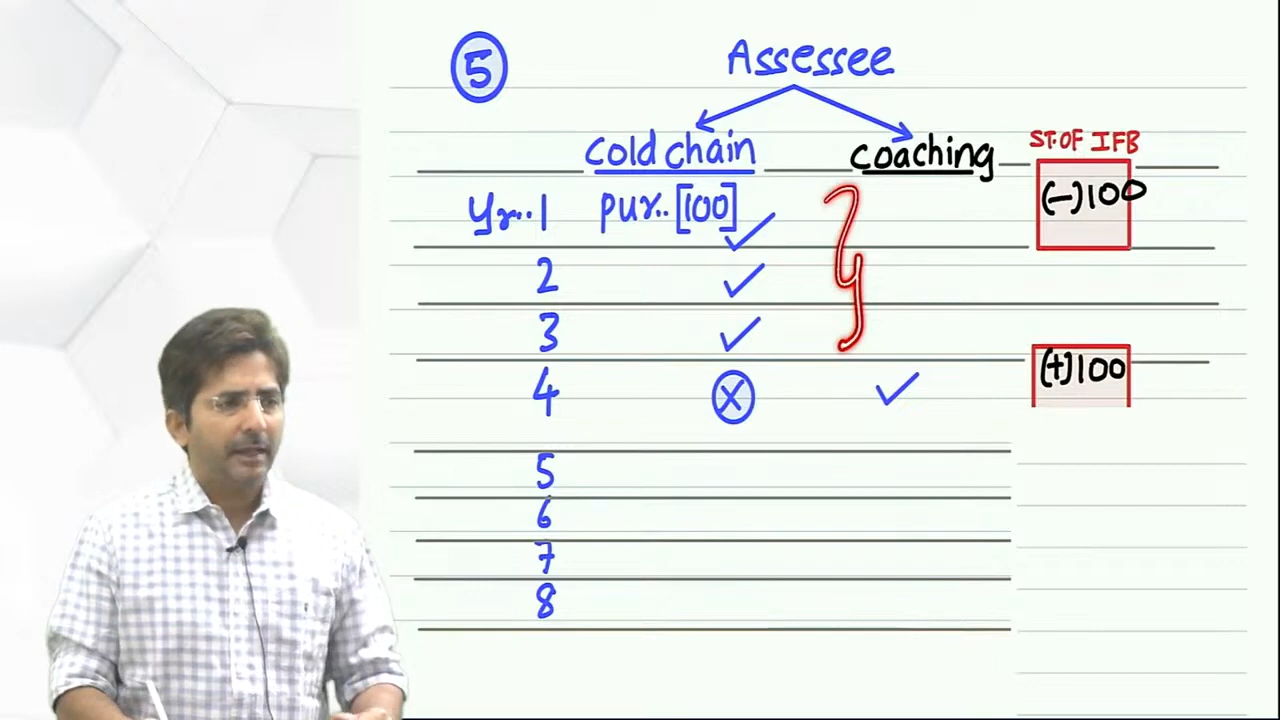 5 Assessee
Cold chain coaching ST. OF IFB
Yr..1 pur..[100] ✓ (–)100
2 ✓
3 ✓
4 ⓧ ✓ (+)100
5
6
7
8